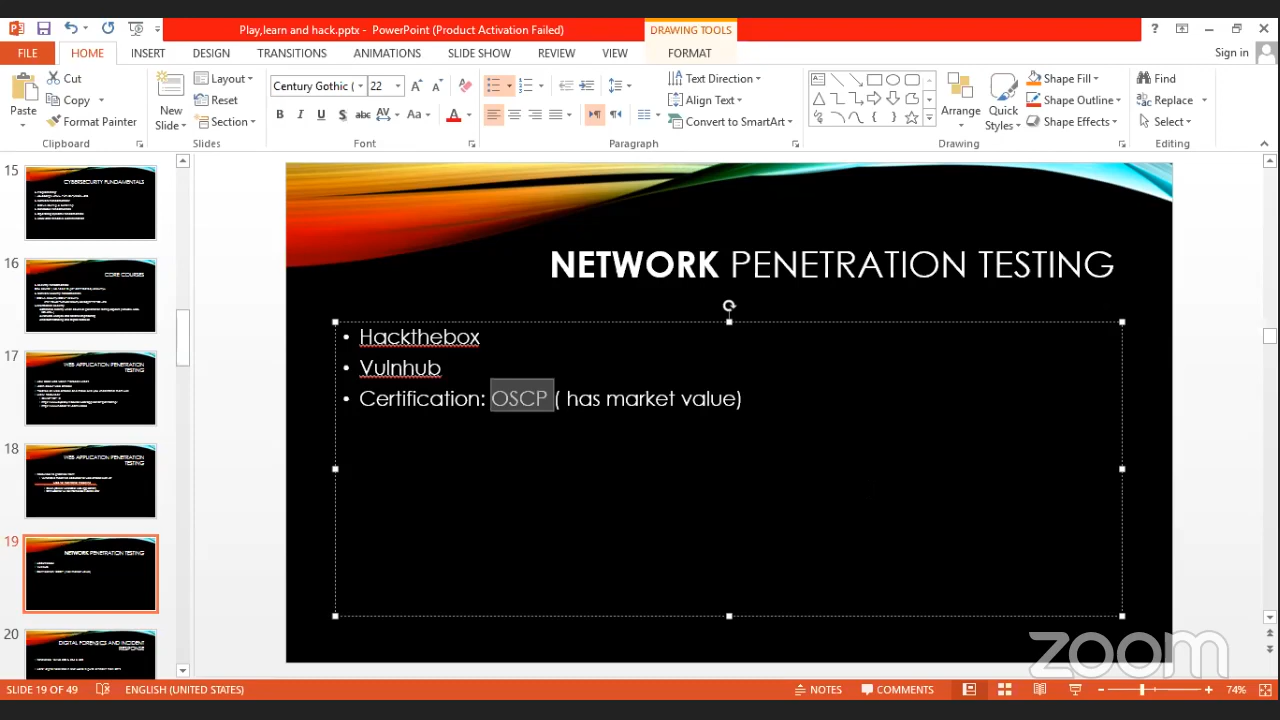 Play,learn and hack.pptx - PowerPoint (Product Activation Failed)
DRAWING TOOLS
FILE HOME INSERT DESIGN TRANSITIONS ANIMATIONS SLIDE SHOW REVIEW VIEW FORMAT
Sign in
Paste
Cut
Copy
Format Painter
Clipboard
New Slide
Layout
Reset
Section
Slides
Century Gothic ( 22
Font
Text Direction
Align Text
Convert to SmartArt
Paragraph
Arrange
Quick Styles
Shape Fill
Shape Outline
Shape Effects
Drawing
Find
Replace
Select
Editing
15
CYBERSECURITY FUNDAMENTALS
16
CORE COURSES
17
WEB APPLICATION PENETRATION
TESTING
18
WEB APPLICATION PENETRATION
TESTING
19
NETWORK PENETRATION TESTING
20
DIGITAL FORENSICS AND INCIDENT
RESPONSE
NETWORK PENETRATION TESTING
• Hackthebox
• Vulnhub
• Certification: OSCP ( has market value)
zoom
SLIDE 19 OF 49
ENGLISH (UNITED STATES)
NOTES
COMMENTS
74%